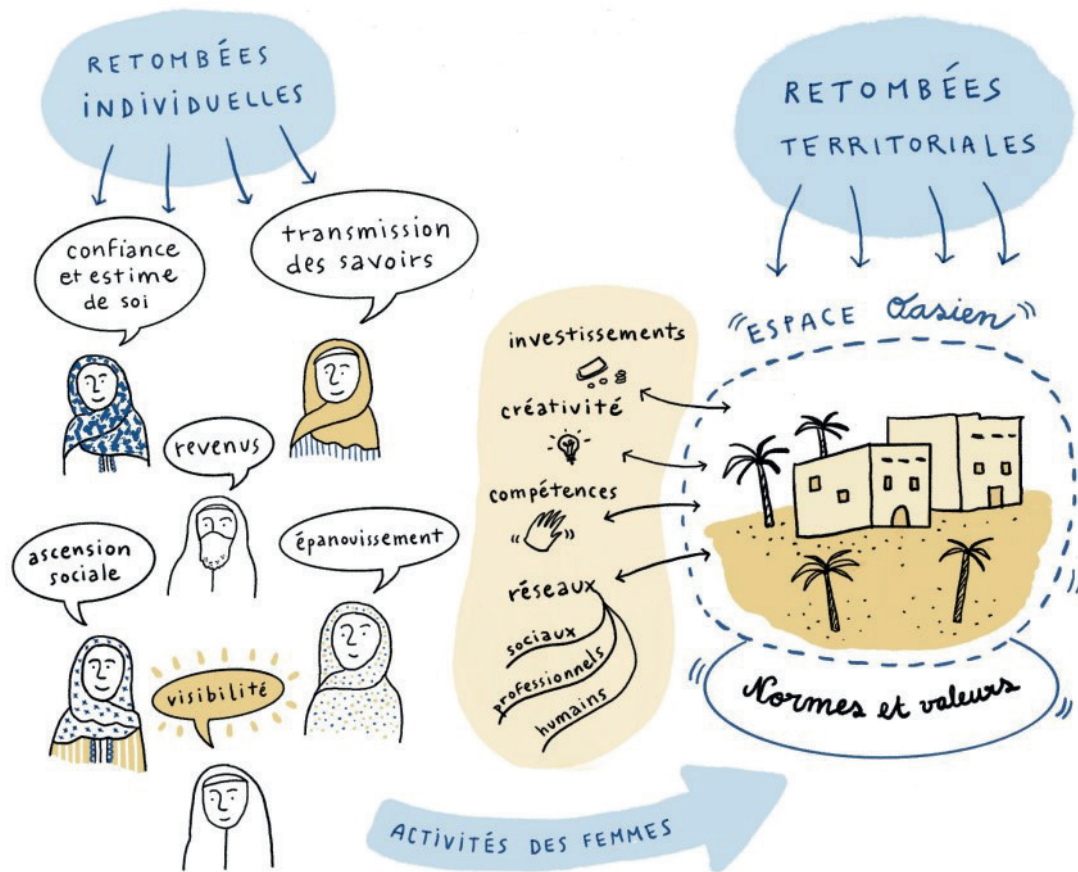 RETOMBÉES
INDIVIDUELLES
confiance
et estime
de soi
transmission
des savoirs
revenus
ascension
sociale
épanouissement
visibilité
investissements
créativité
compétences
réseaux
sociaux
professionnels
humains
ACTIVITÉS DES FEMMES
RETOMBÉES
TERRITORIALES
ESPACE Oasien
Normes et valeurs